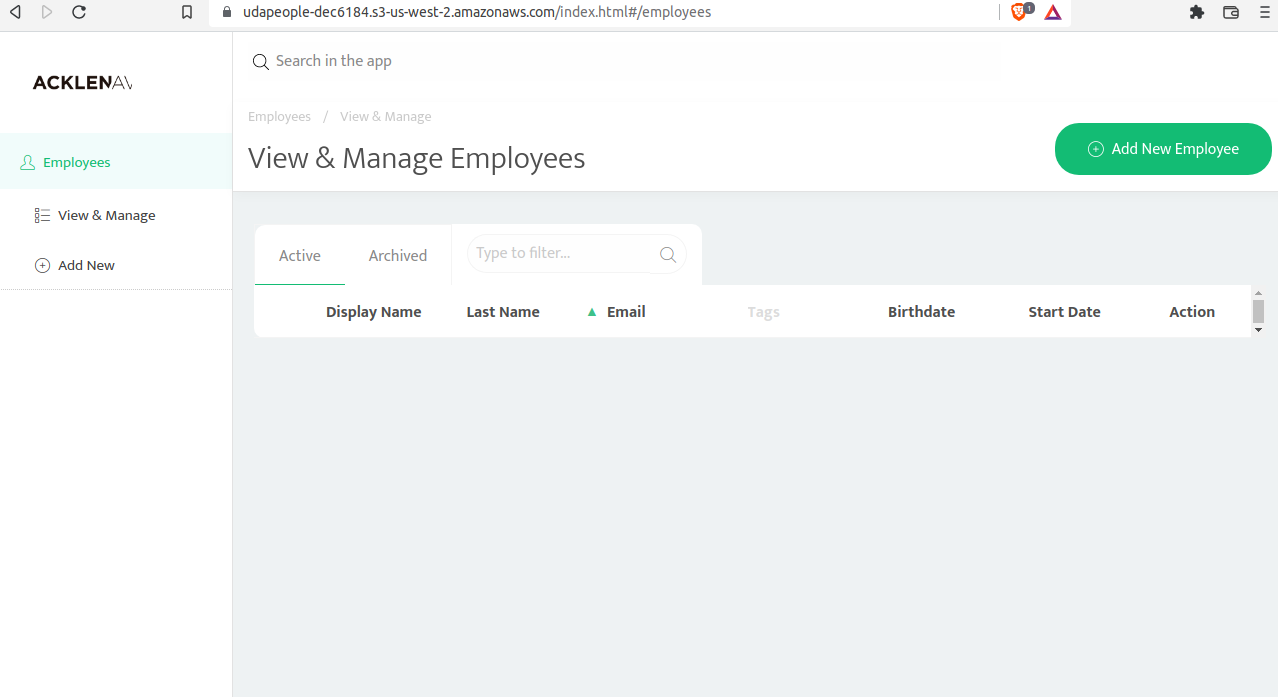 udapeople-dec6184.s3-us-west-2.amazonaws.com/index.html#/employees
1
ACKLENAV
Search in the app
Employees / View & Manage
View & Manage Employees
Add New Employee
Employees
View & Manage
Add New
Active Archived Type to filter...
Display Name Last Name ▲ Email Tags Birthdate Start Date Action